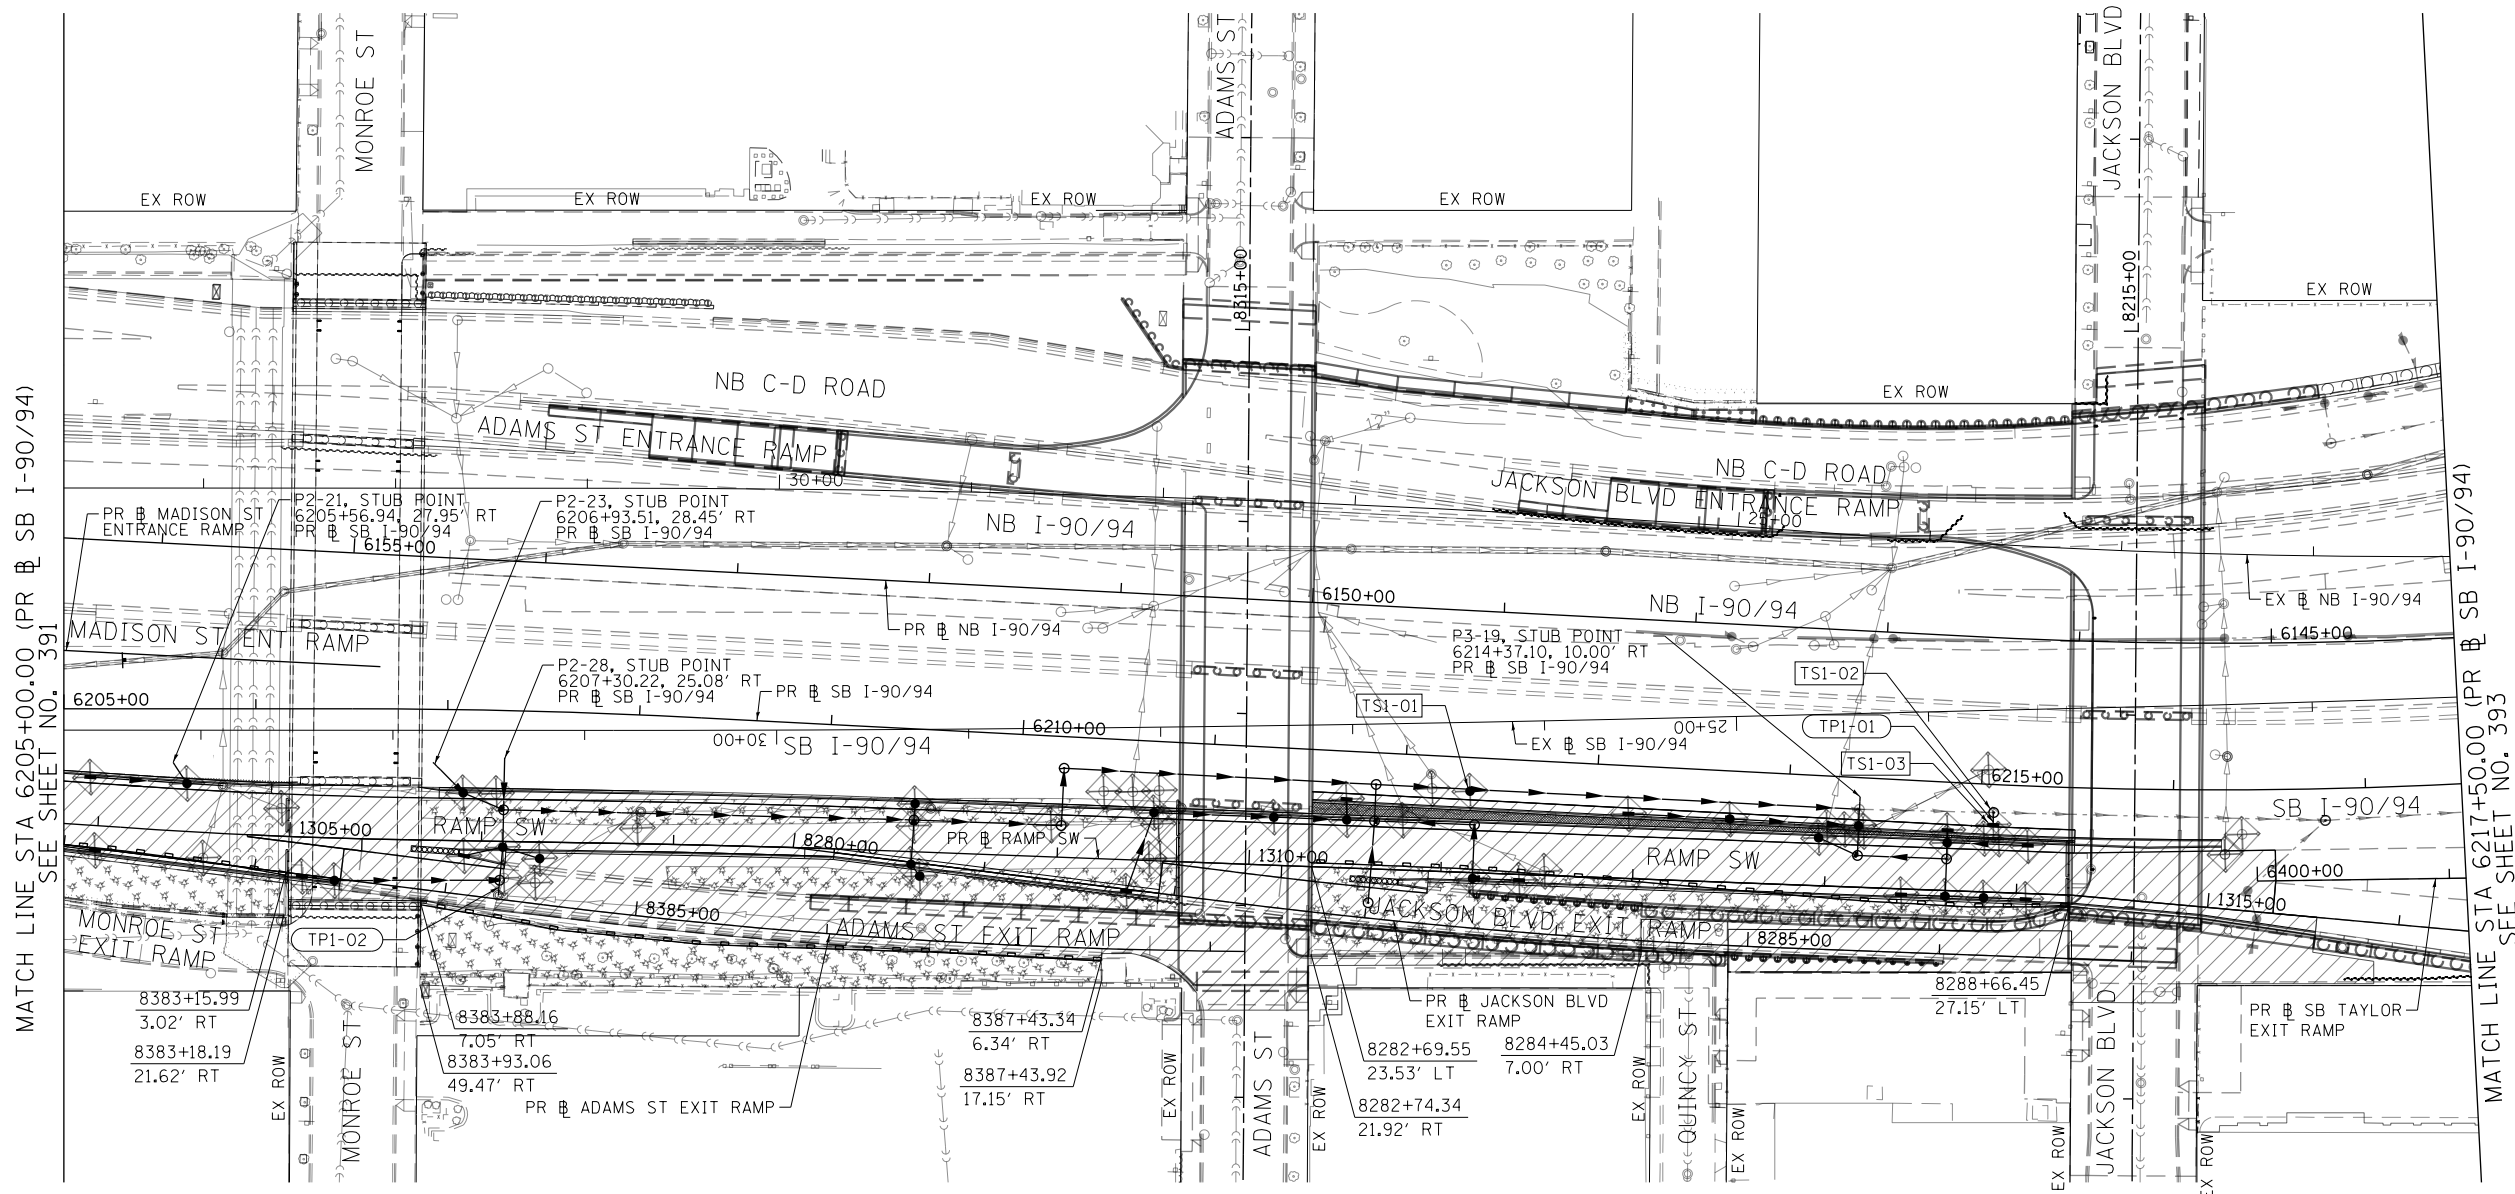 MONROE ST
ADAMS ST
JACKSON BLVD
EX ROW
EX ROW
EX ROW
EX ROW
EX ROW
EX ROW
8315+00
8215+00
MATCH LINE STA 6205+00.00 (PR ⅊ SB I-90/94)
SEE SHEET NO. 391
NB C-D ROAD
ADAMS ST ENTRANCE RAMP
30+00
12"
NB C-D ROAD
JACKSON BLVD ENTRANCE RAMP
25+00
PR ⅊ MADISON ST
ENTRANCE RAMP
P2-21, STUB POINT
6205+56.94, 27.95' RT
PR ⅊ SB I-90/94
6155+00
P2-23, STUB POINT
6206+93.51, 28.45' RT
PR ⅊ SB I-90/94
NB I-90/94
6150+00
NB I-90/94
EX ⅊ NB I-90/94
6145+00
MADISON ST ENT RAMP
PR ⅊ NB I-90/94
P2-28, STUB POINT
6207+30.22, 25.08' RT
PR ⅊ SB I-90/94
PR ⅊ SB I-90/94
P3-19, STUB POINT
6214+37.10, 10.00' RT
PR ⅊ SB I-90/94
TS1-02
TS1-01
TP1-01
TS1-03
6205+00
6210+00
30+00
SB I-90/94
EX ⅊ SB I-90/94
25+00
6215+00
SB I-90/94
1305+00
RAMP SW
8280+00
PR ⅊ RAMP SW
1310+00
RAMP SW
6400+00
1315+00
8385+00
MONROE ST
EXIT RAMP
TP1-02
ADAMS ST EXIT RAMP
JACKSON BLVD EXIT RAMP
8285+00
8383+15.99
3.02' RT
8383+18.19
21.62' RT
8383+88.16
7.05' RT
8383+93.06
49.47' RT
8387+43.34
6.34' RT
8387+43.92
17.15' RT
PR ⅊ ADAMS ST EXIT RAMP
PR ⅊ JACKSON BLVD
EXIT RAMP
8282+69.55
23.53' LT
8284+45.03
7.00' RT
8282+74.34
21.92' RT
8288+66.45
27.15' LT
PR ⅊ SB TAYLOR
EXIT RAMP
EX ROW
MONROE ST
EX ROW
ADAMS ST
EX ROW
EX ROW
QUINCY ST
EX ROW
EX ROW
JACKSON BLVD
EX ROW
MATCH LINE STA 6217+50.00 (PR ⅊ SB I-90/94)
SEE SHEET NO. 393